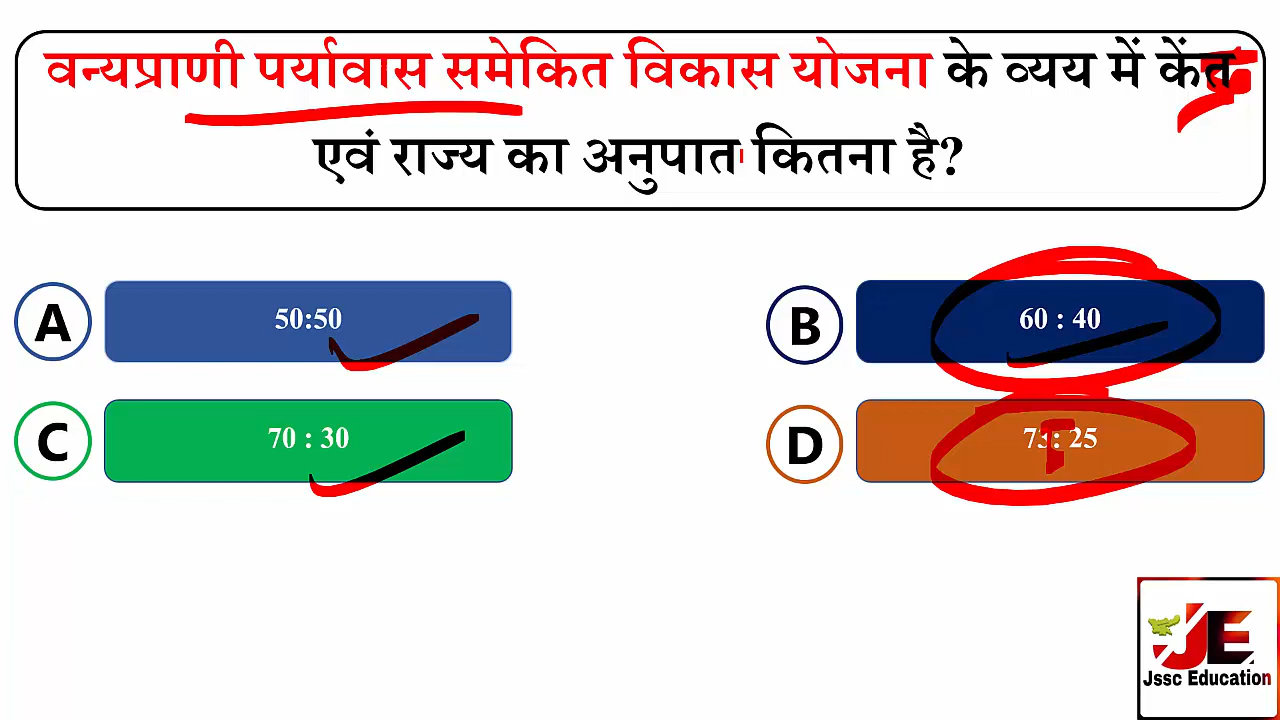 वन्यप्राणी पर्यावास समेकित विकास योजना के व्यय में केंत
एवं राज्य का अनुपात कितना है?
A
50:50
B
60 : 40
C
70 : 30
D
75: 25
JE
Jssc Education